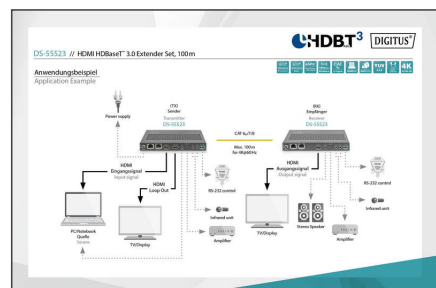 HDBT3
DIGITUS®
DS-55523 // HDMI HDBaseT™ 3.0 Extender Set, 100m
4K
Anwendungsbeispiel
Application Example
Power supply
(TX)
Sender
Transmitter
DS-55523
(RX)
Empfänger
Receiver
DS-55523
CAT 6A/7/8
Max. 100m
for 4K@60Hz
HDMI
Eingangssignal
Input signal
HDMI
Loop Out
HDMI
Ausgangssignal
Output signal
RS-232 control
RS-232 control
Infrared unit
Infrared unit
PC/Notebook
Quelle
Source
TV/Display
Amplifier
TV/Display
Stereo Speaker
Amplifier